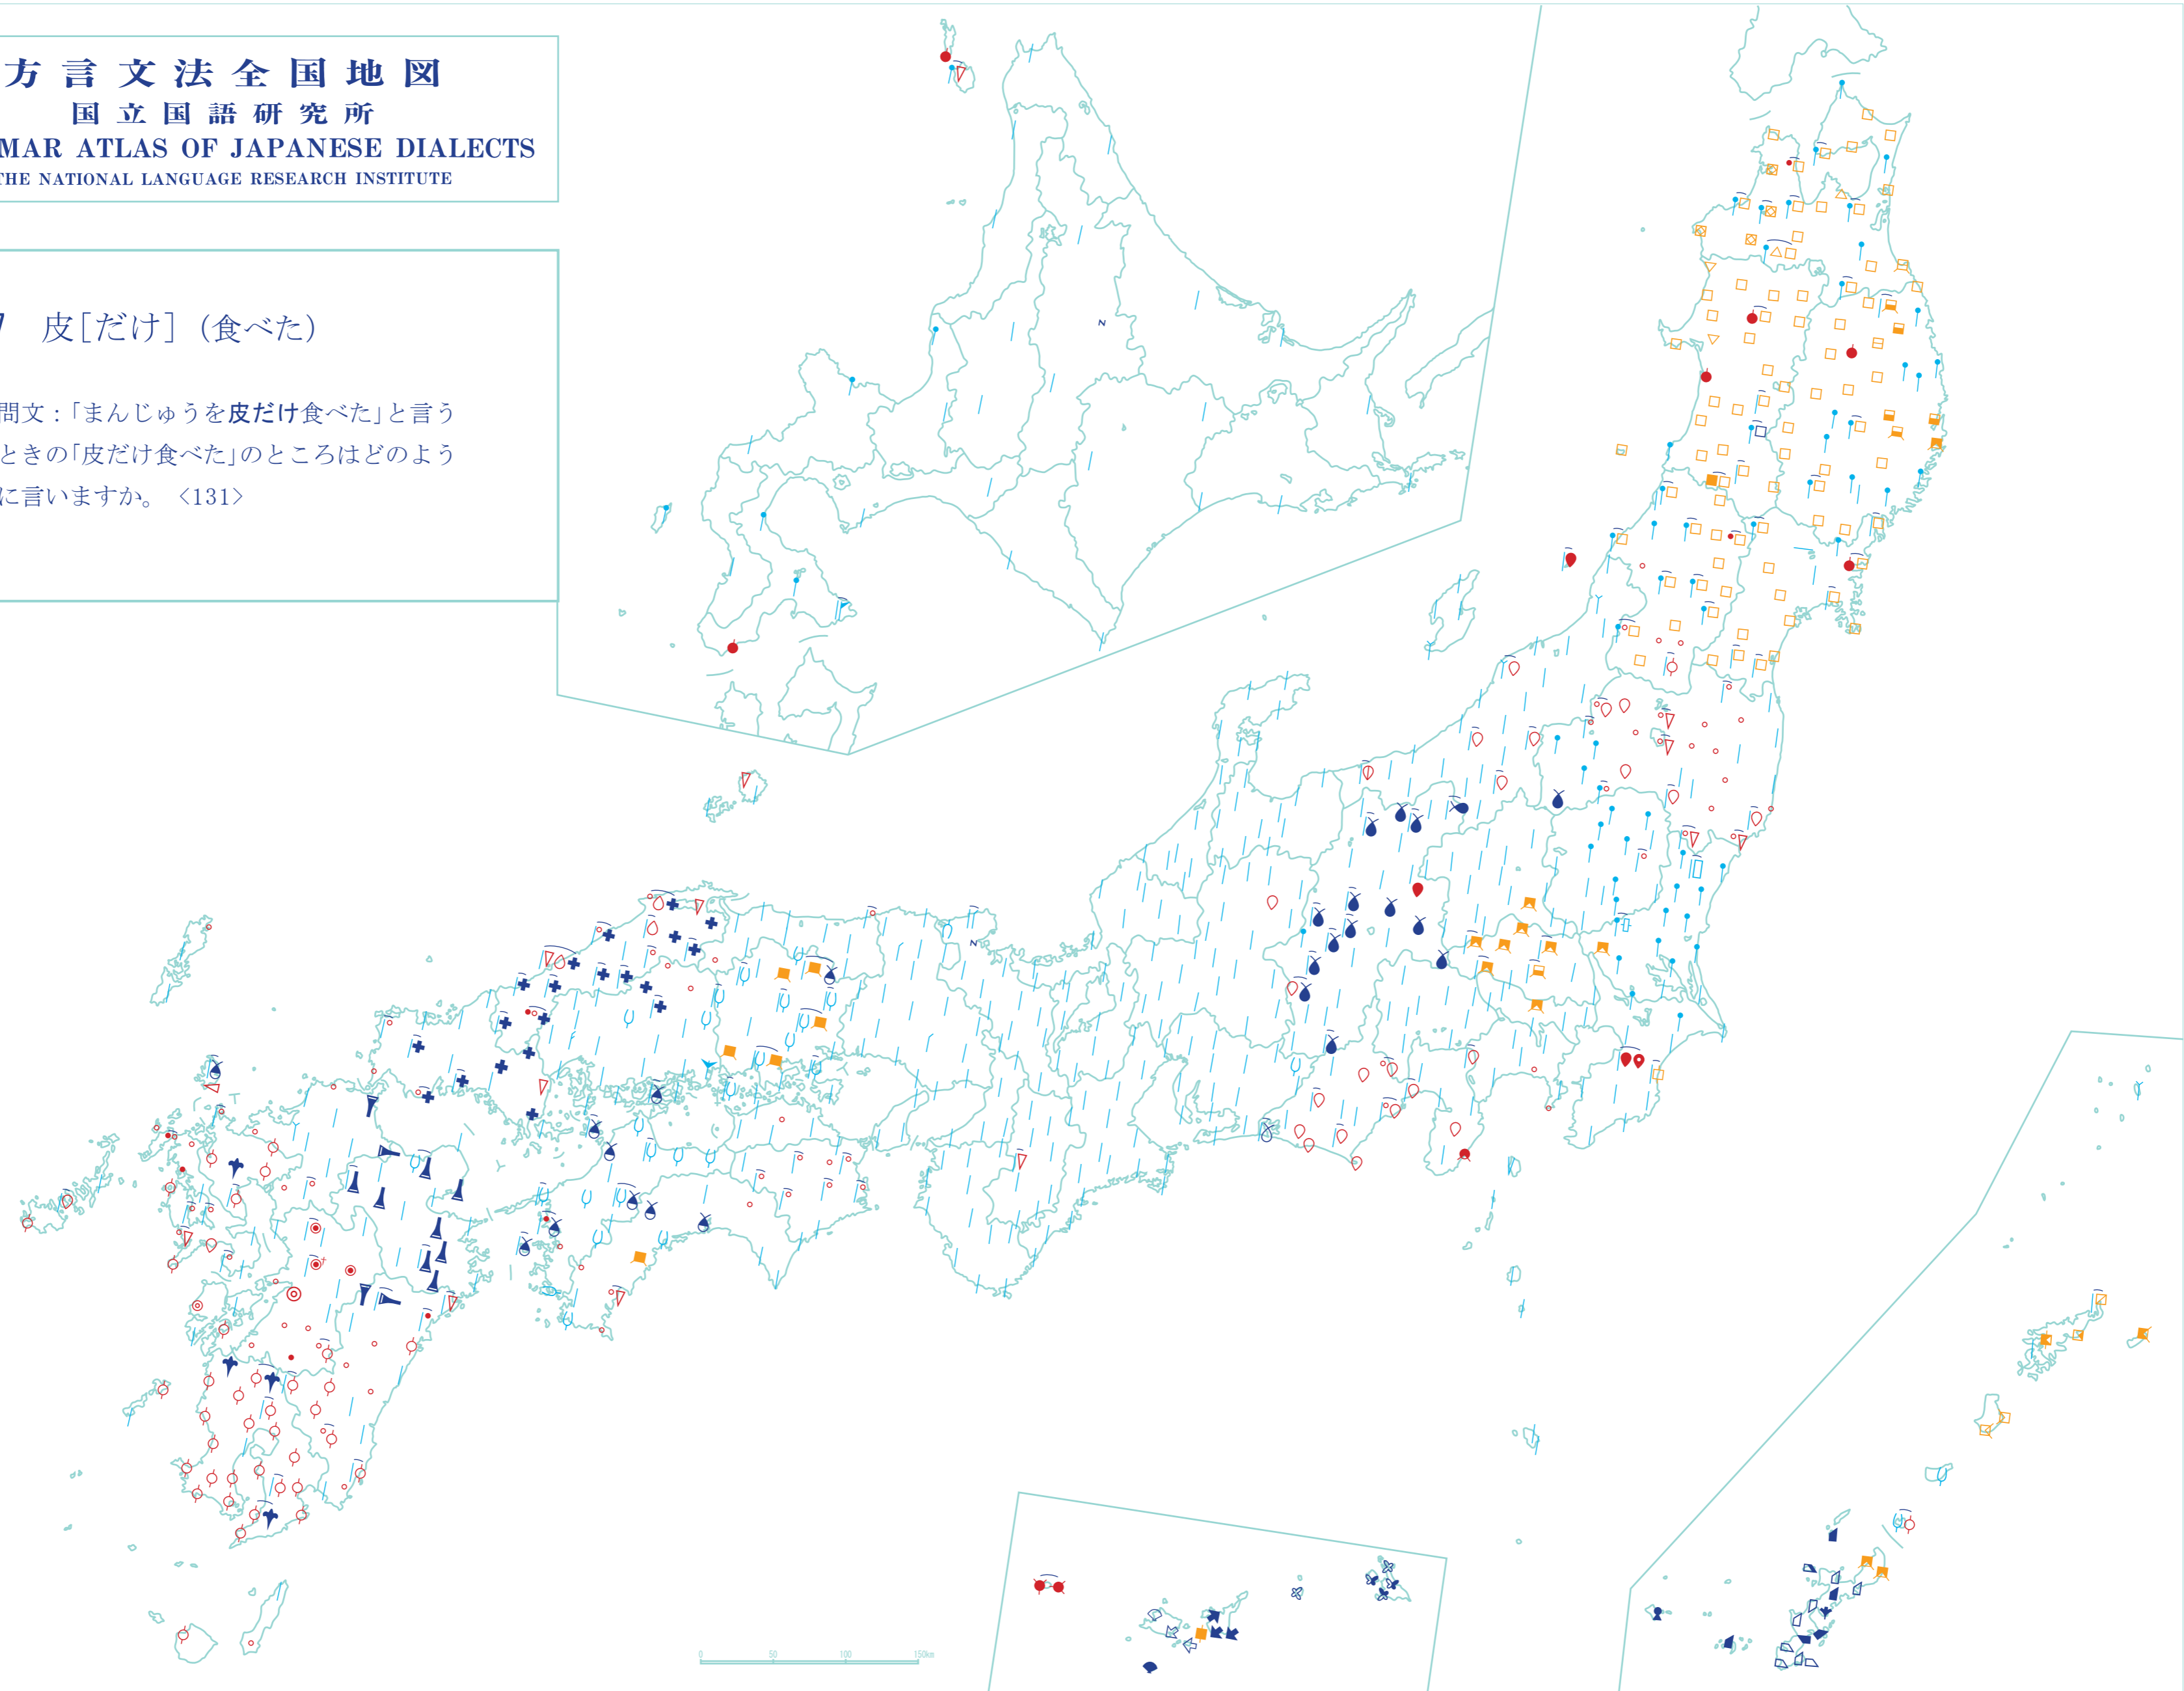 方言文法全国地図
国立国語研究所
MAR ATLAS OF JAPANESE DIALECTS
THE NATIONAL LANGUAGE RESEARCH INSTITUTE
皮[だけ](食べた)
問文:「まんじゅうを皮だけ食べた」と言う
ときの「皮だけ食べた」のところはどのよう
に言いますか。 <131>
N
N
0 50 100 150km